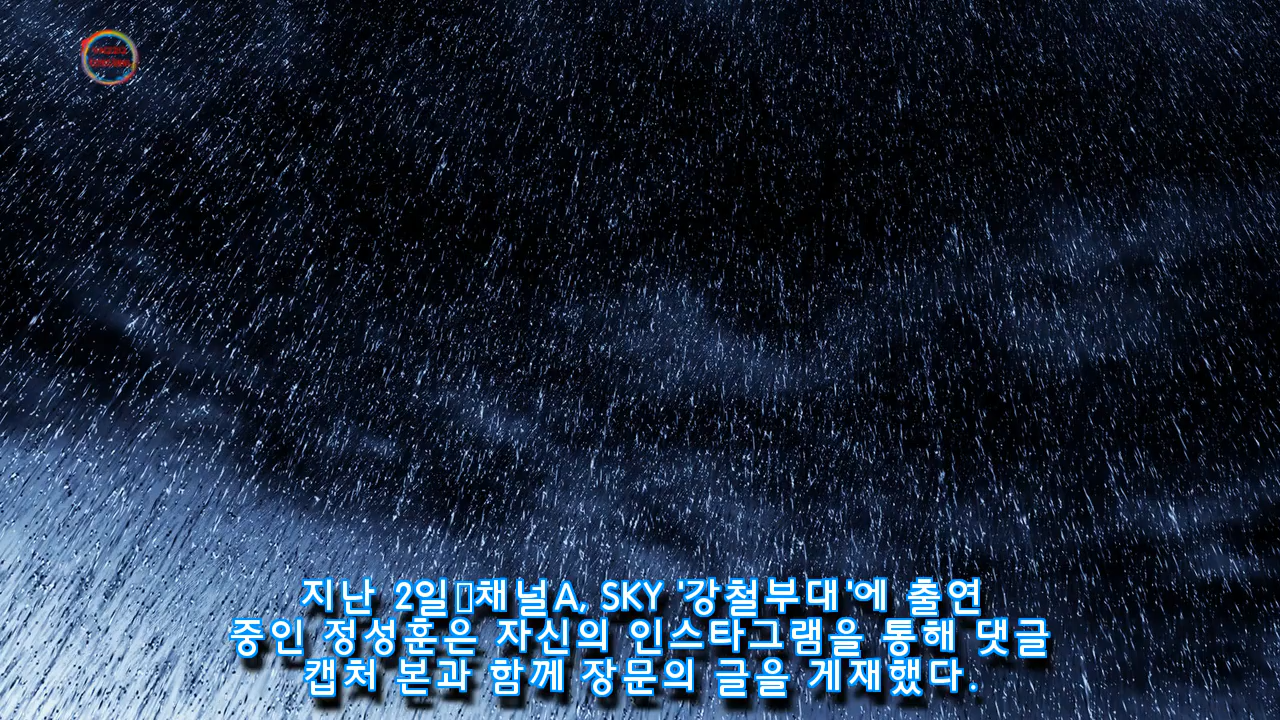 지난 2일▯채널A, SKY '강철부대'에 출연
중인 정성훈은 자신의 인스타그램을 통해 댓글
캡처 본과 함께 장문의 글을 게재했다.